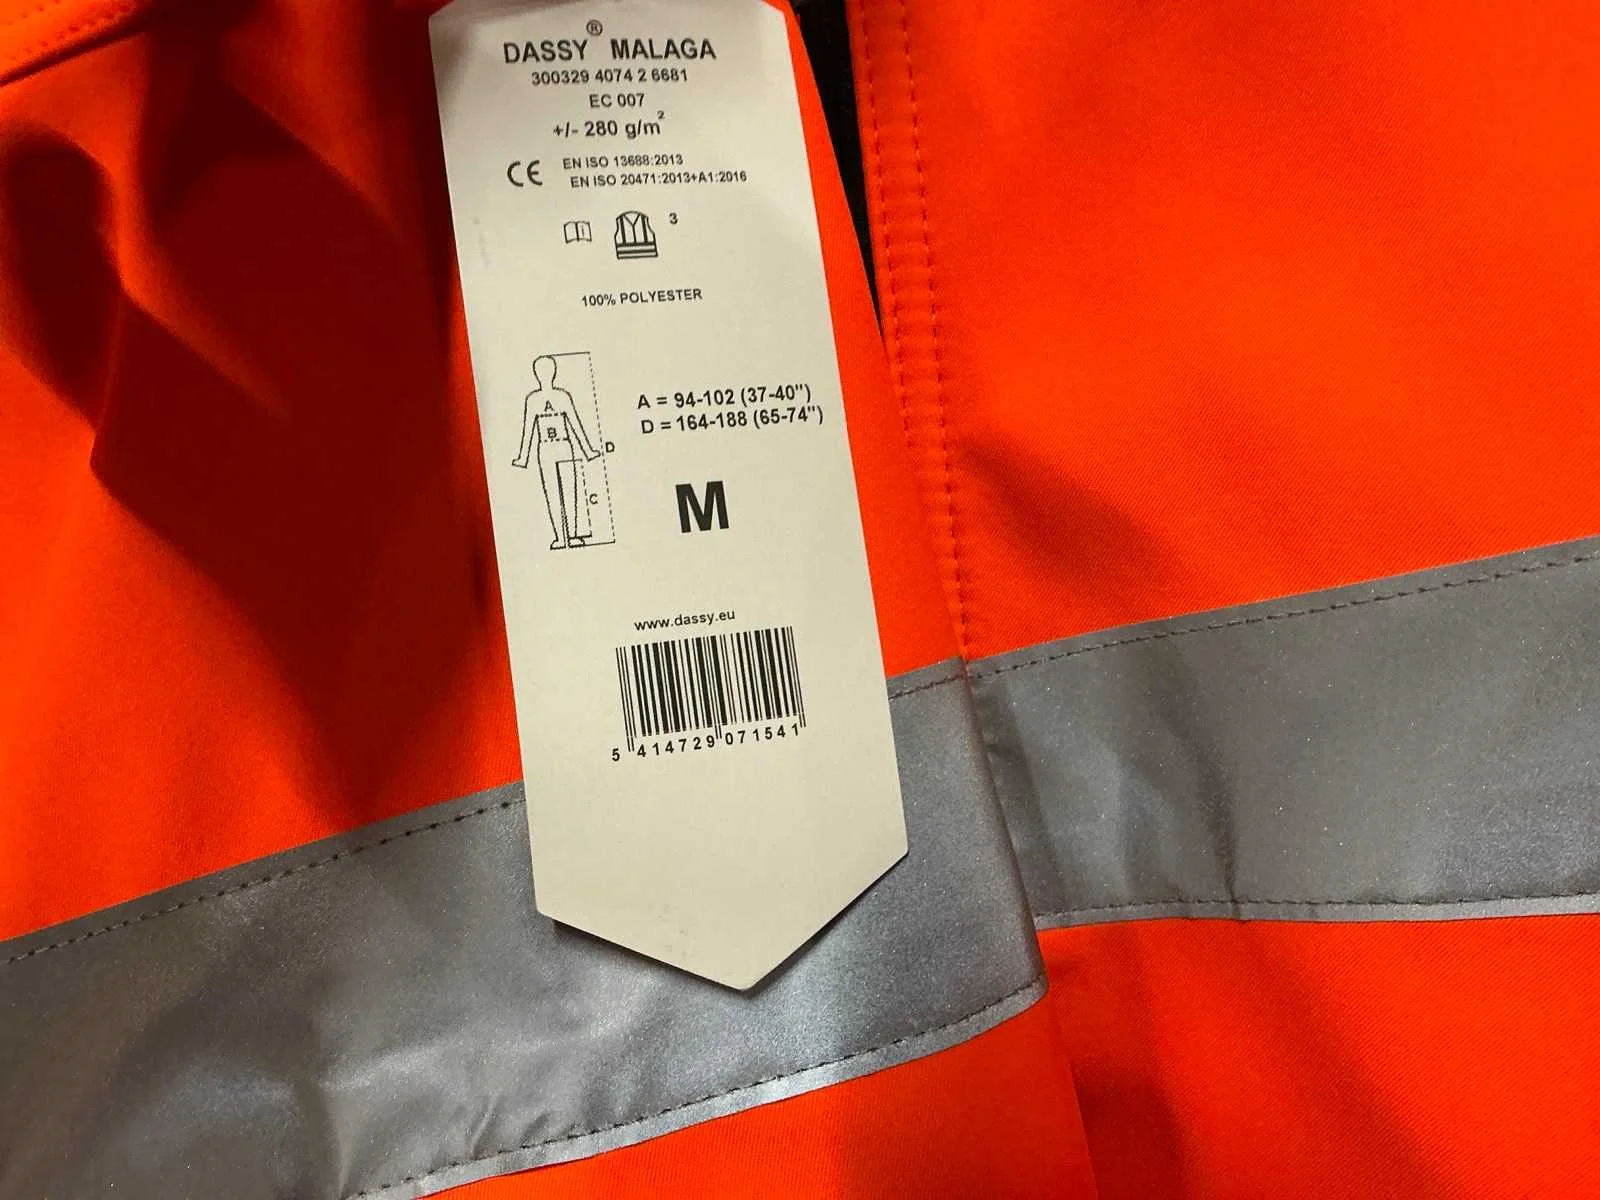 DASSY® MALAGA
300329 4074 2 6681
EC 007
+/- 280 g/m²
CE EN ISO 13688:2013
EN ISO 20471:2013+A1:2016
i 3
100% POLYESTER
A
B
C
D
A = 94-102 (37-40")
D = 164-188 (65-74")
M
www.dassy.eu
5 414729 071541